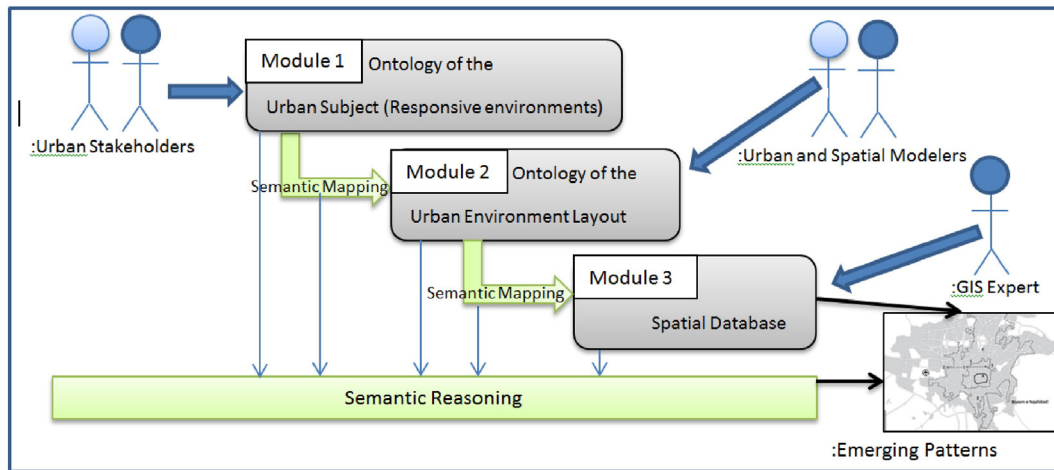 Module 1
Ontology of the
Urban Subject (Responsive environments)
:Urban Stakeholders
:Urban and Spatial Modelers
Semantic Mapping
Module 2
Ontology of the
Urban Environment Layout
Semantic Mapping
Module 3
Spatial Database
:GIS Expert
Semantic Reasoning
:Emerging Patterns